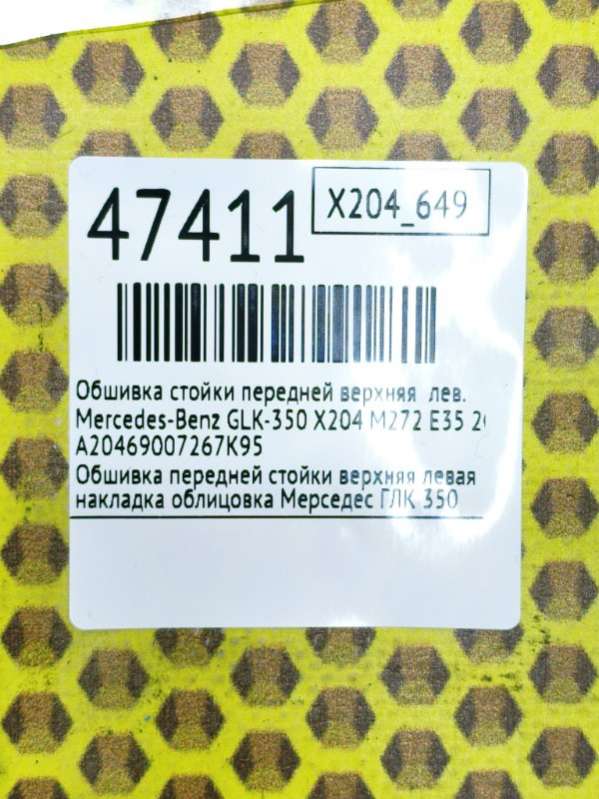 47411
X204_649
Обшивка стойки передней верхняя лев.
Mercedes-Benz GLK-350 X204 M272 E35
A20469007267K95
Обшивка передней стойки верхняя левая
накладка облицовка Мерседес ГЛК 350